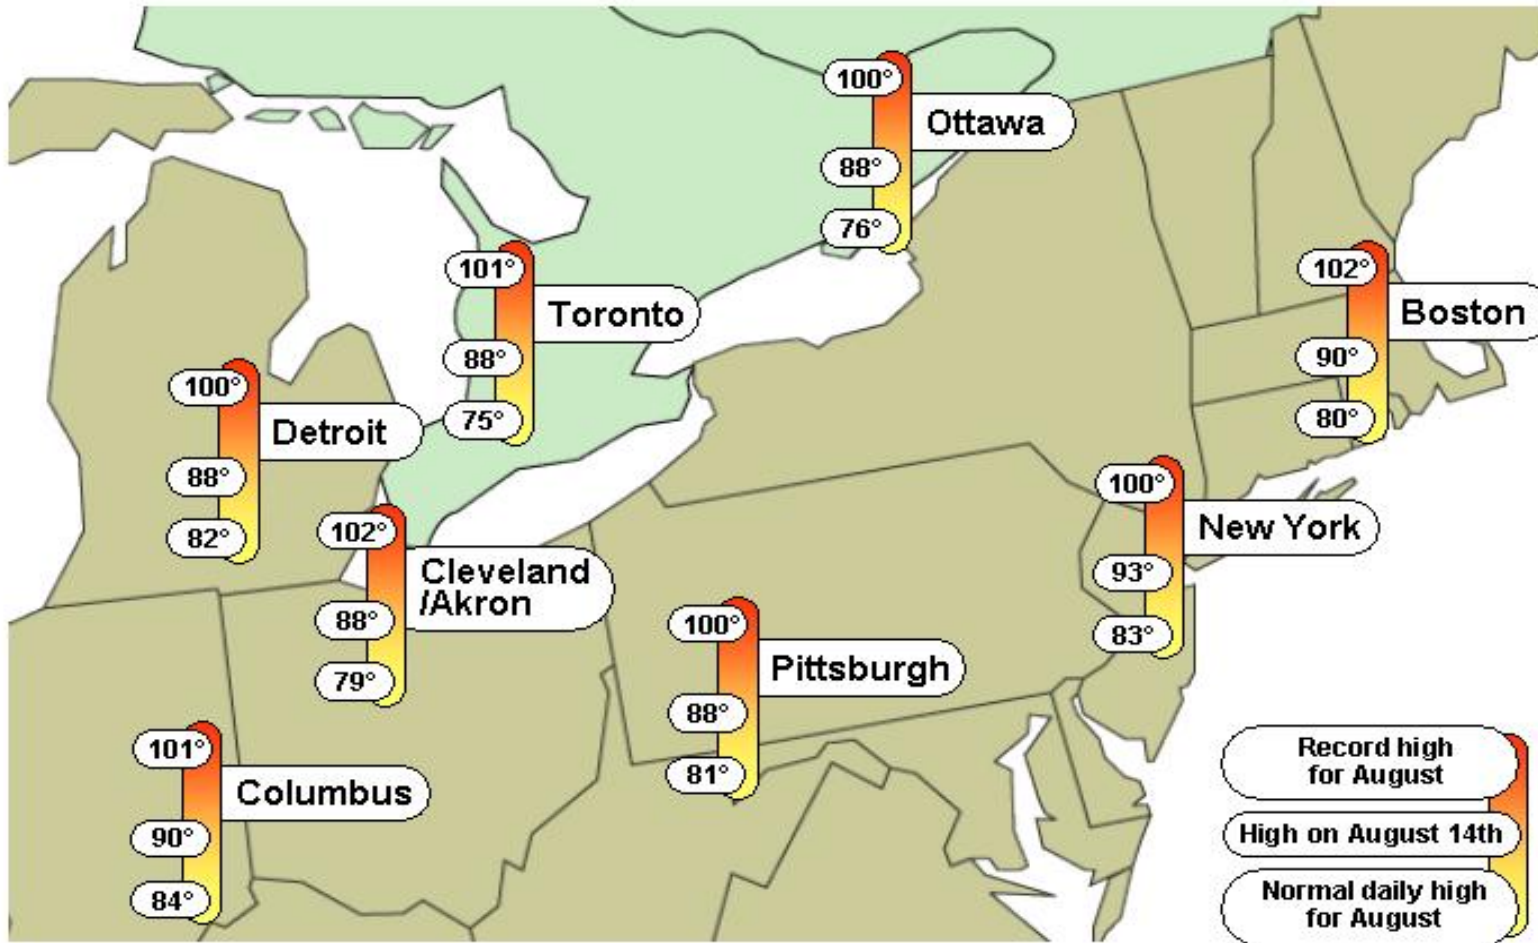 100°
Ottawa
88°
76°
101°
Toronto
88°
75°
102°
Boston
90°
80°
100°
Detroit
88°
82°
100°
New York
93°
83°
102°
Cleveland
/Akron
88°
79°
100°
Pittsburgh
88°
81°
101°
Columbus
90°
84°
Record high
for August
High on August 14th
Normal daily high
for August